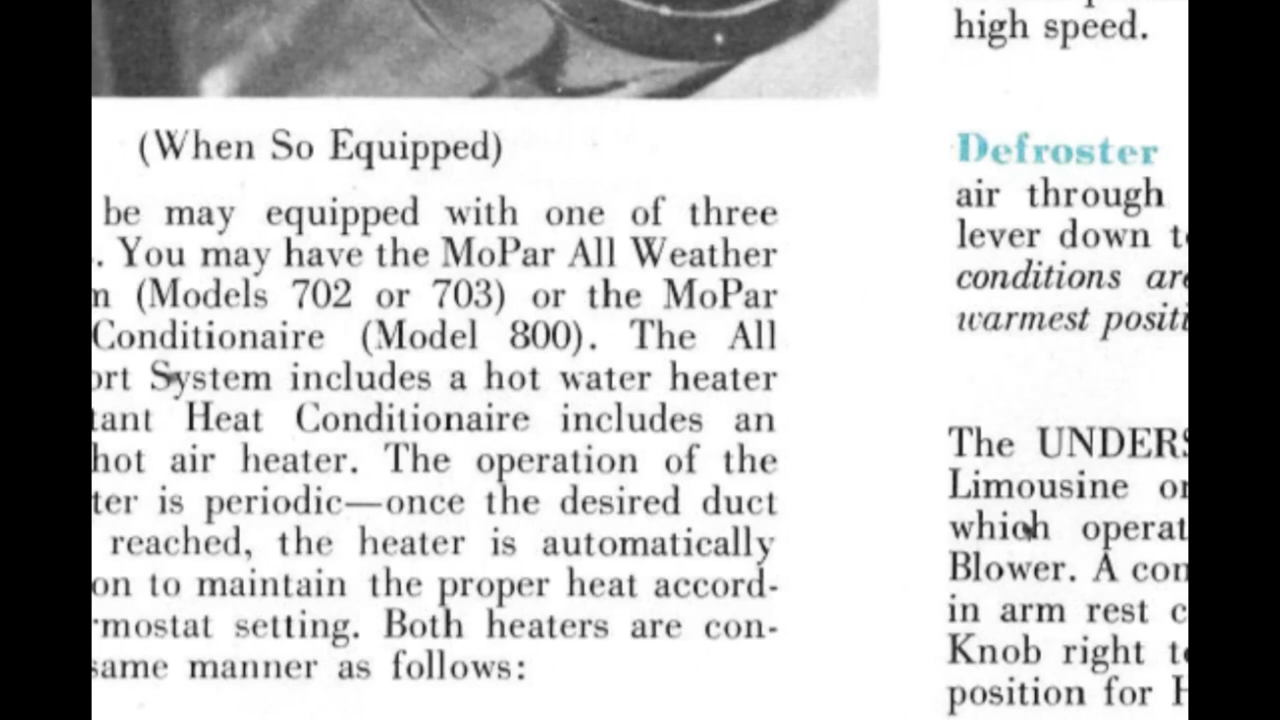 (When So Equipped)
be may equipped with one of three
. You may have the MoPar All Weather
(Models 702 or 703) or the MoPar
Conditionaire (Model 800). The All
System includes a hot water heater
Heat Conditionaire includes an
hot air heater. The operation of the
is periodic—once the desired duct
reached, the heater is automatically
on to maintain the proper heat accord-
setting. Both heaters are con-
same manner as follows:
high speed.
Defroster
air through
lever down
conditions
warmest
The
Limousine
which
Blower. A
in arm rest
Knob right
position for